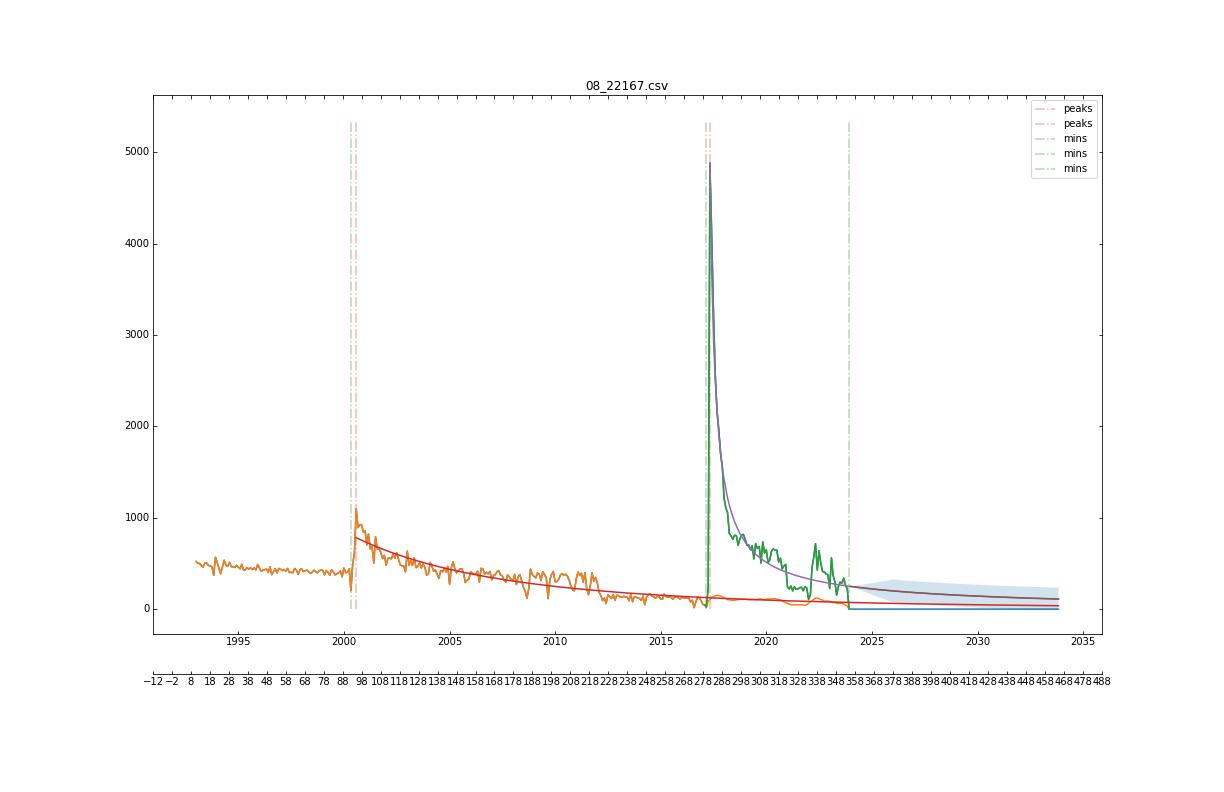 08_22167.csv
peaks
peaks
mins
mins
mins
5000
4000
3000
2000
1000
0
1995 2000 2005 2010 2015 2020 2025 2030 2035
−12 −2 8 18 28 38 48 58 68 78 88 98 108 118 128 138 148 158 168 178 188 198 208 218 228 238 248 258 268 278 288 298 308 318 328 338 348 358 368 378 388 398 408 418 428 438 448 458 468 478 488